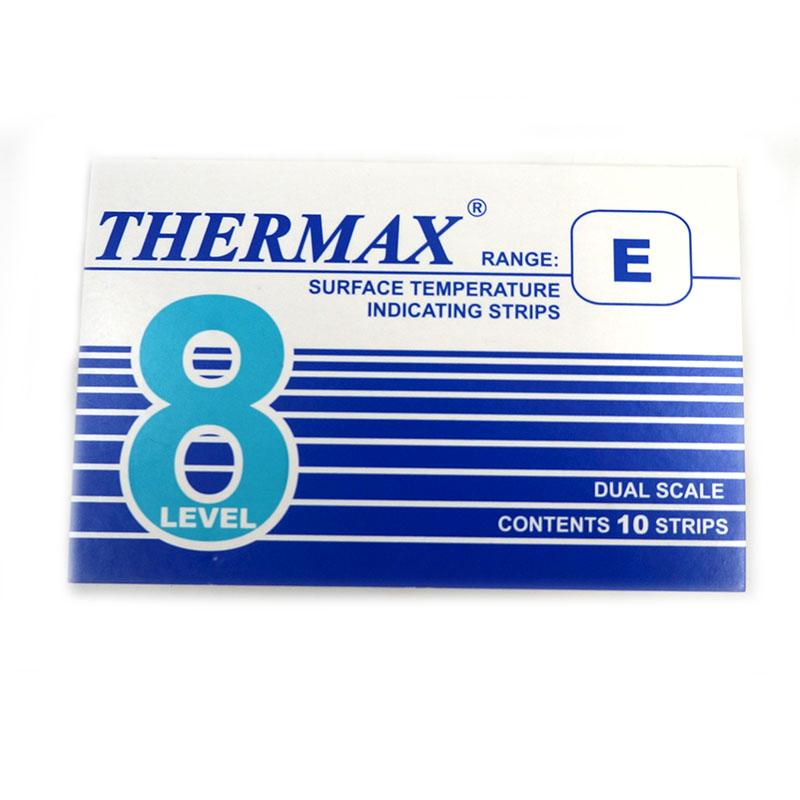 THERMAX®
RANGE: E
SURFACE TEMPERATURE
INDICATING STRIPS
8
LEVEL
DUAL SCALE
CONTENTS 10 STRIPS